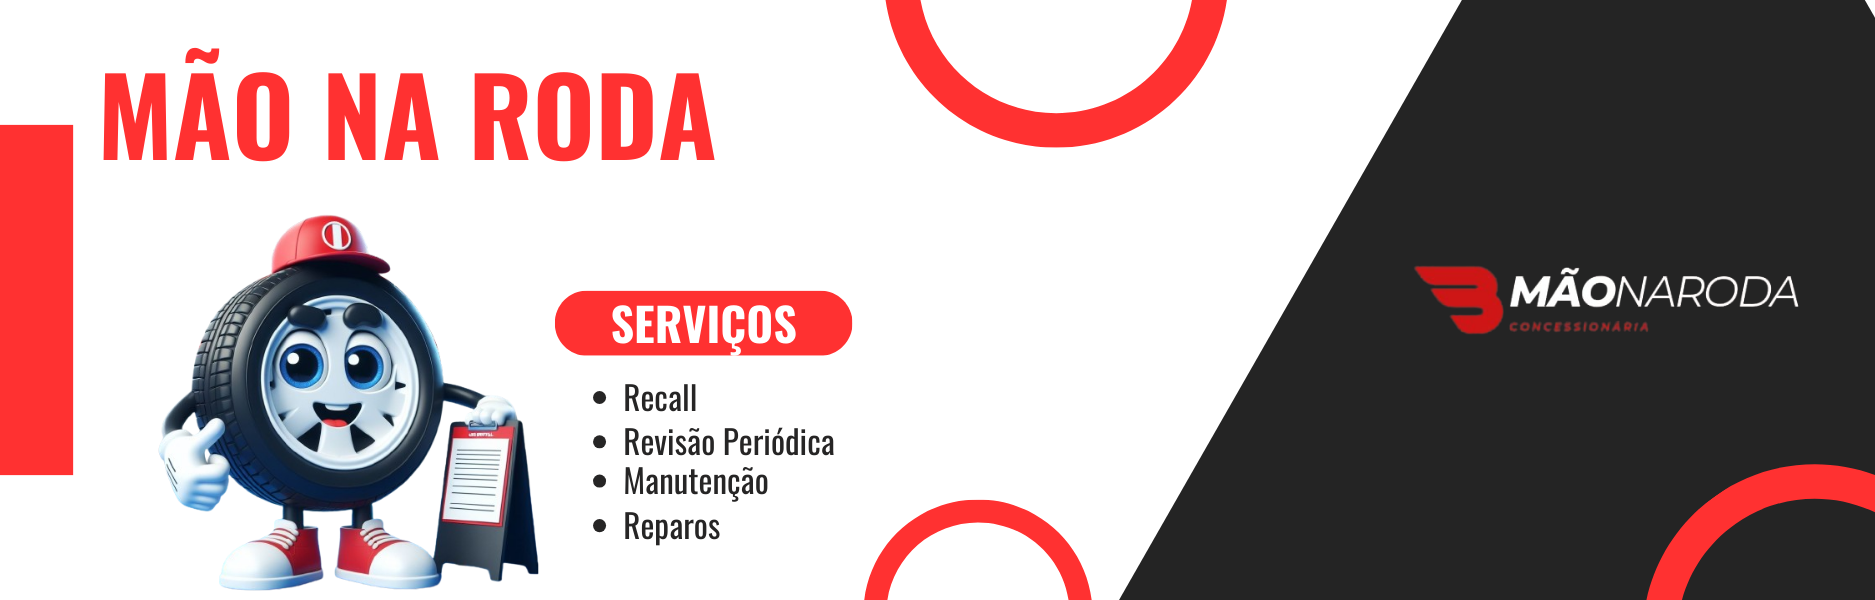 MÃO NA RODA
SERVIÇOS
Recall
Revisão Periódica
Manutenção
Reparos
MÃONARODA
CONCESSIONÁRIA